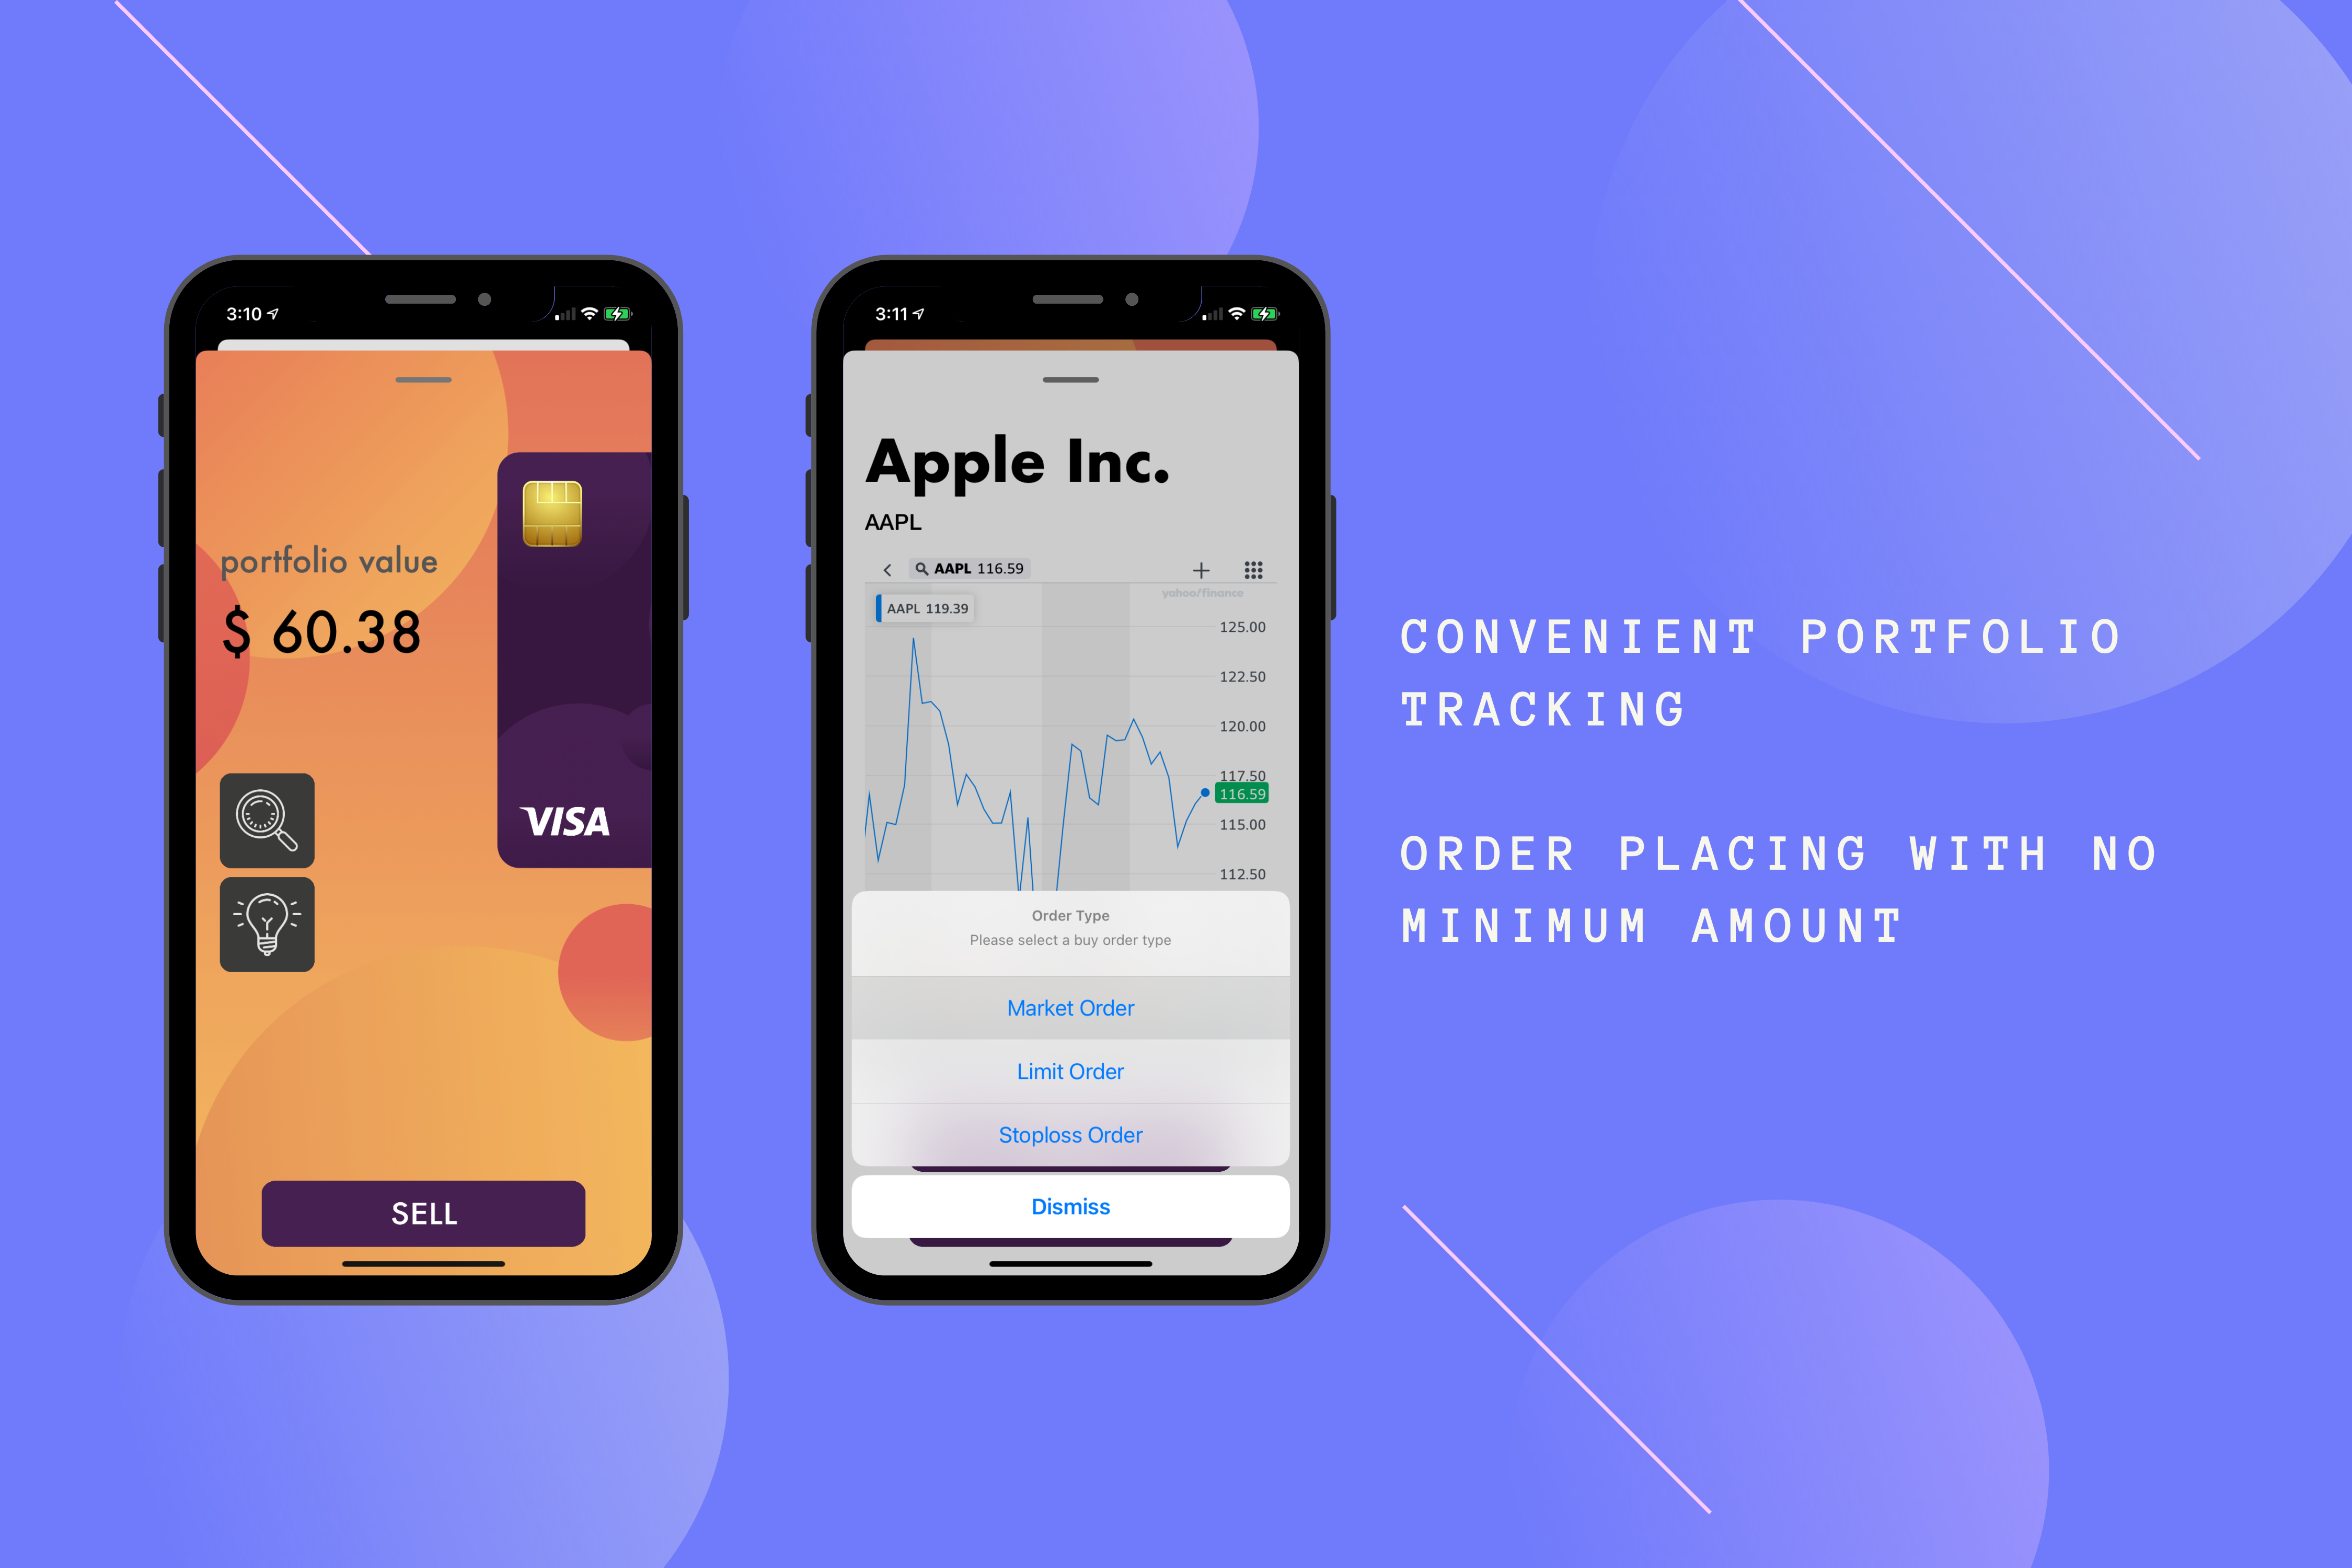 3:10
portfolio value
$ 60.38
VISA
SELL
3:11
Apple Inc.
AAPL
AAPL 116.59
yahoo!finance
AAPL 119.39
125.00
122.50
120.00
117.50
116.59
115.00
112.50
Order Type
Please select a buy order type
Market Order
Limit Order
Stoploss Order
Dismiss
CONVENIENT PORTFOLIO
TRACKING
ORDER PLACING WITH NO
MINIMUM AMOUNT